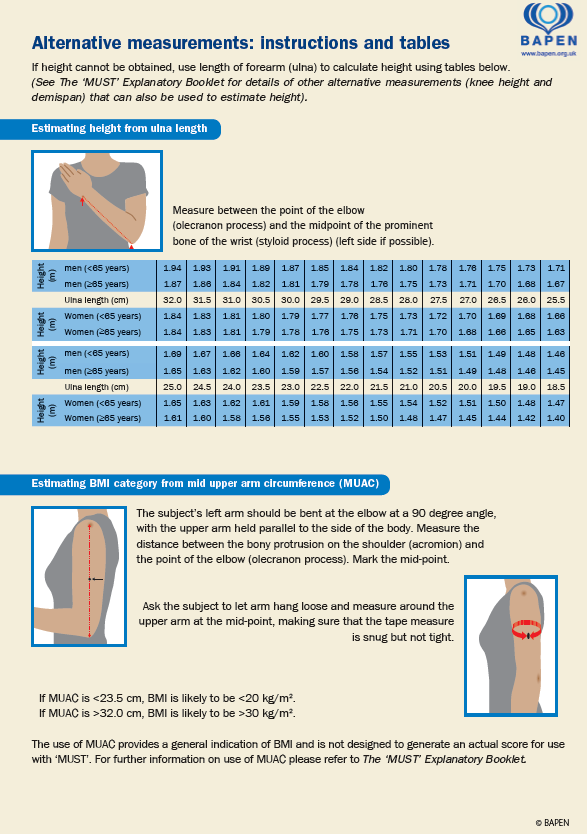 BAPEN
www.bapen.org.uk
Alternative measurements: instructions and tables
If height cannot be obtained, use length of forearm (ulna) to calculate height using tables below.
(See The ‘MUST’ Explanatory Booklet for details of other alternative measurements (knee height and
demispan) that can also be used to estimate height).
Estimating height from ulna length
Measure between the point of the elbow
(olecranon process) and the midpoint of the prominent
bone of the wrist (styloid process) (left side if possible).
Height (m) men (<65 years) 1.94 1.93 1.91 1.89 1.87 1.85 1.84 1.82 1.80 1.78 1.76 1.75 1.73 1.71
men (≥65 years) 1.87 1.86 1.84 1.82 1.81 1.79 1.78 1.76 1.75 1.73 1.71 1.70 1.68 1.67
Ulna length (cm) 32.0 31.5 31.0 30.5 30.0 29.5 29.0 28.5 28.0 27.5 27.0 26.5 26.0 25.5
Height (m) Women (<65 years) 1.84 1.83 1.81 1.80 1.79 1.77 1.76 1.75 1.73 1.72 1.70 1.69 1.68 1.66
Women (≥65 years) 1.84 1.83 1.81 1.79 1.78 1.76 1.75 1.73 1.71 1.70 1.68 1.66 1.65 1.63
Height (m) men (<65 years) 1.69 1.67 1.66 1.64 1.62 1.60 1.58 1.57 1.55 1.53 1.51 1.49 1.48 1.46
men (≥65 years) 1.65 1.63 1.62 1.60 1.59 1.57 1.56 1.54 1.52 1.51 1.49 1.48 1.46 1.45
Ulna length (cm) 25.0 24.5 24.0 23.5 23.0 22.5 22.0 21.5 21.0 20.5 20.0 19.5 19.0 18.5
Height (m) Women (<65 years) 1.65 1.63 1.62 1.61 1.59 1.58 1.56 1.55 1.54 1.52 1.51 1.50 1.48 1.47
Women (≥65 years) 1.61 1.60 1.58 1.56 1.55 1.53 1.52 1.50 1.48 1.47 1.45 1.44 1.42 1.40
Estimating BMI category from mid upper arm circumference (MUAC)
The subject’s left arm should be bent at the elbow at a 90 degree angle,
with the upper arm held parallel to the side of the body. Measure the
distance between the bony protrusion on the shoulder (acromion) and
the point of the elbow (olecranon process). Mark the mid-point.
Ask the subject to let arm hang loose and measure around the
upper arm at the mid-point, making sure that the tape measure
is snug but not tight.
If MUAC is <23.5 cm, BMI is likely to be <20 kg/m².
If MUAC is >32.0 cm, BMI is likely to be >30 kg/m².
The use of MUAC provides a general indication of BMI and is not designed to generate an actual score for use
with ‘MUST’. For further information on use of MUAC please refer to The ‘MUST’ Explanatory Booklet.
© BAPEN